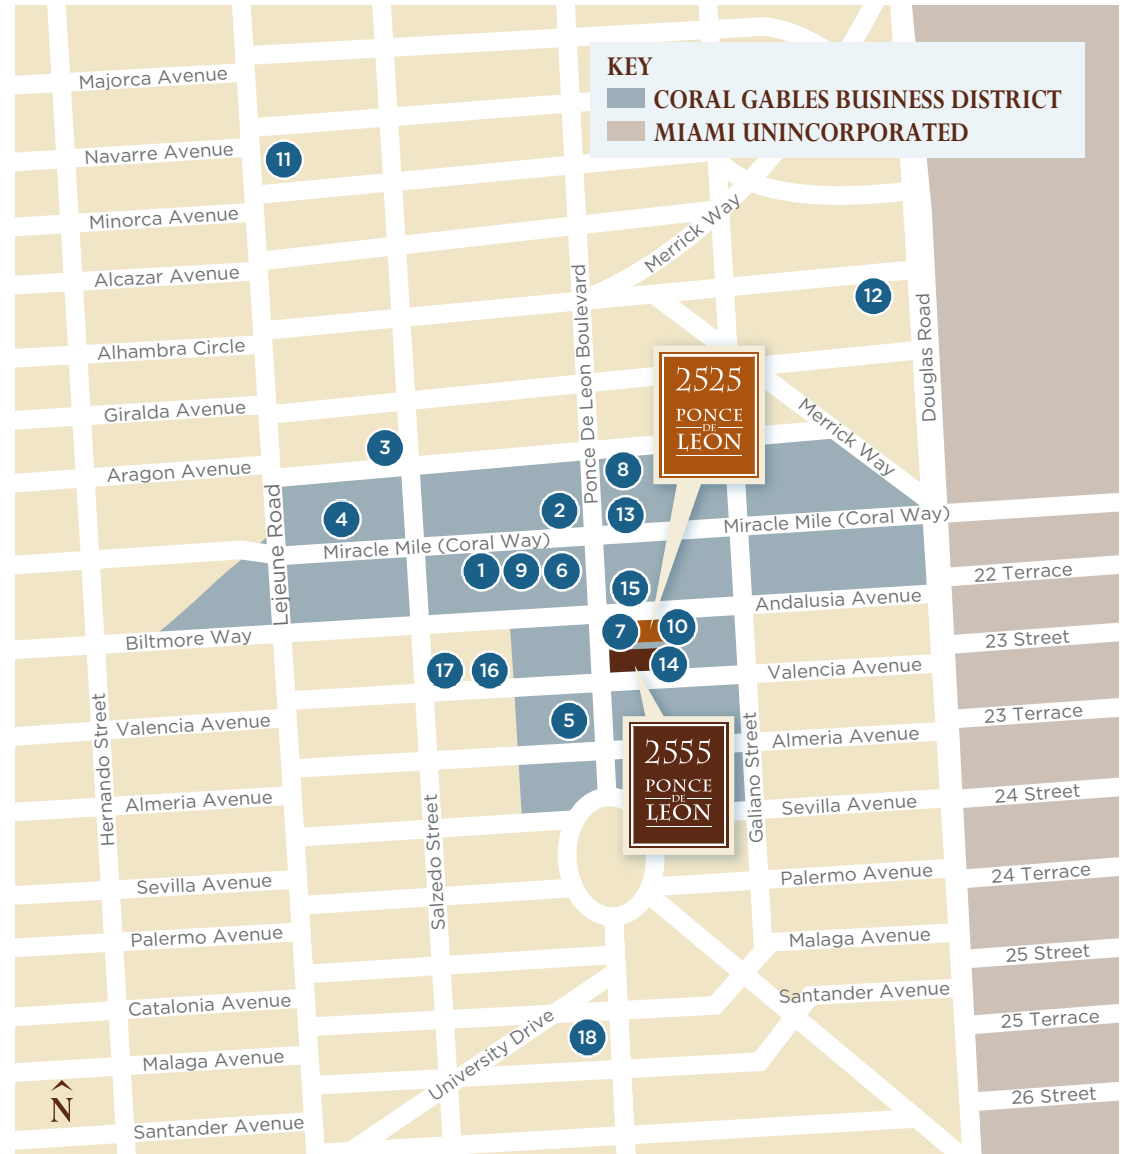 KEY
CORAL GABLES BUSINESS DISTRICT
MIAMI UNINCORPORATED
Majorca Avenue
Navarre Avenue
11
Minorca Avenue
Merrick Way
Alcazar Avenue
12
Ponce De Leon Boulevard
Douglas Road
Alhambra Circle
2525
PONCE
DE
LEON
Giralda Avenue
Merrick Way
3
Aragon Avenue
8
Lejeune Road
4
2
13
Miracle Mile (Coral Way)
Miracle Mile (Coral Way)
1
9
6
15
22 Terrace
Andalusia Avenue
Biltmore Way
7
10
23 Street
17
16
14
Valencia Avenue
Hernando Street
Valencia Avenue
5
23 Terrace
Galiano Street
Almeria Avenue
2555
PONCE
DE
LEON
Almeria Avenue
Salzedo Street
Sevilla Avenue
24 Street
Sevilla Avenue
Palermo Avenue
24 Terrace
Palermo Avenue
Malaga Avenue
25 Street
Catalonia Avenue
Santander Avenue
25 Terrace
University Drive
18
Malaga Avenue
26 Street
N
Santander Avenue